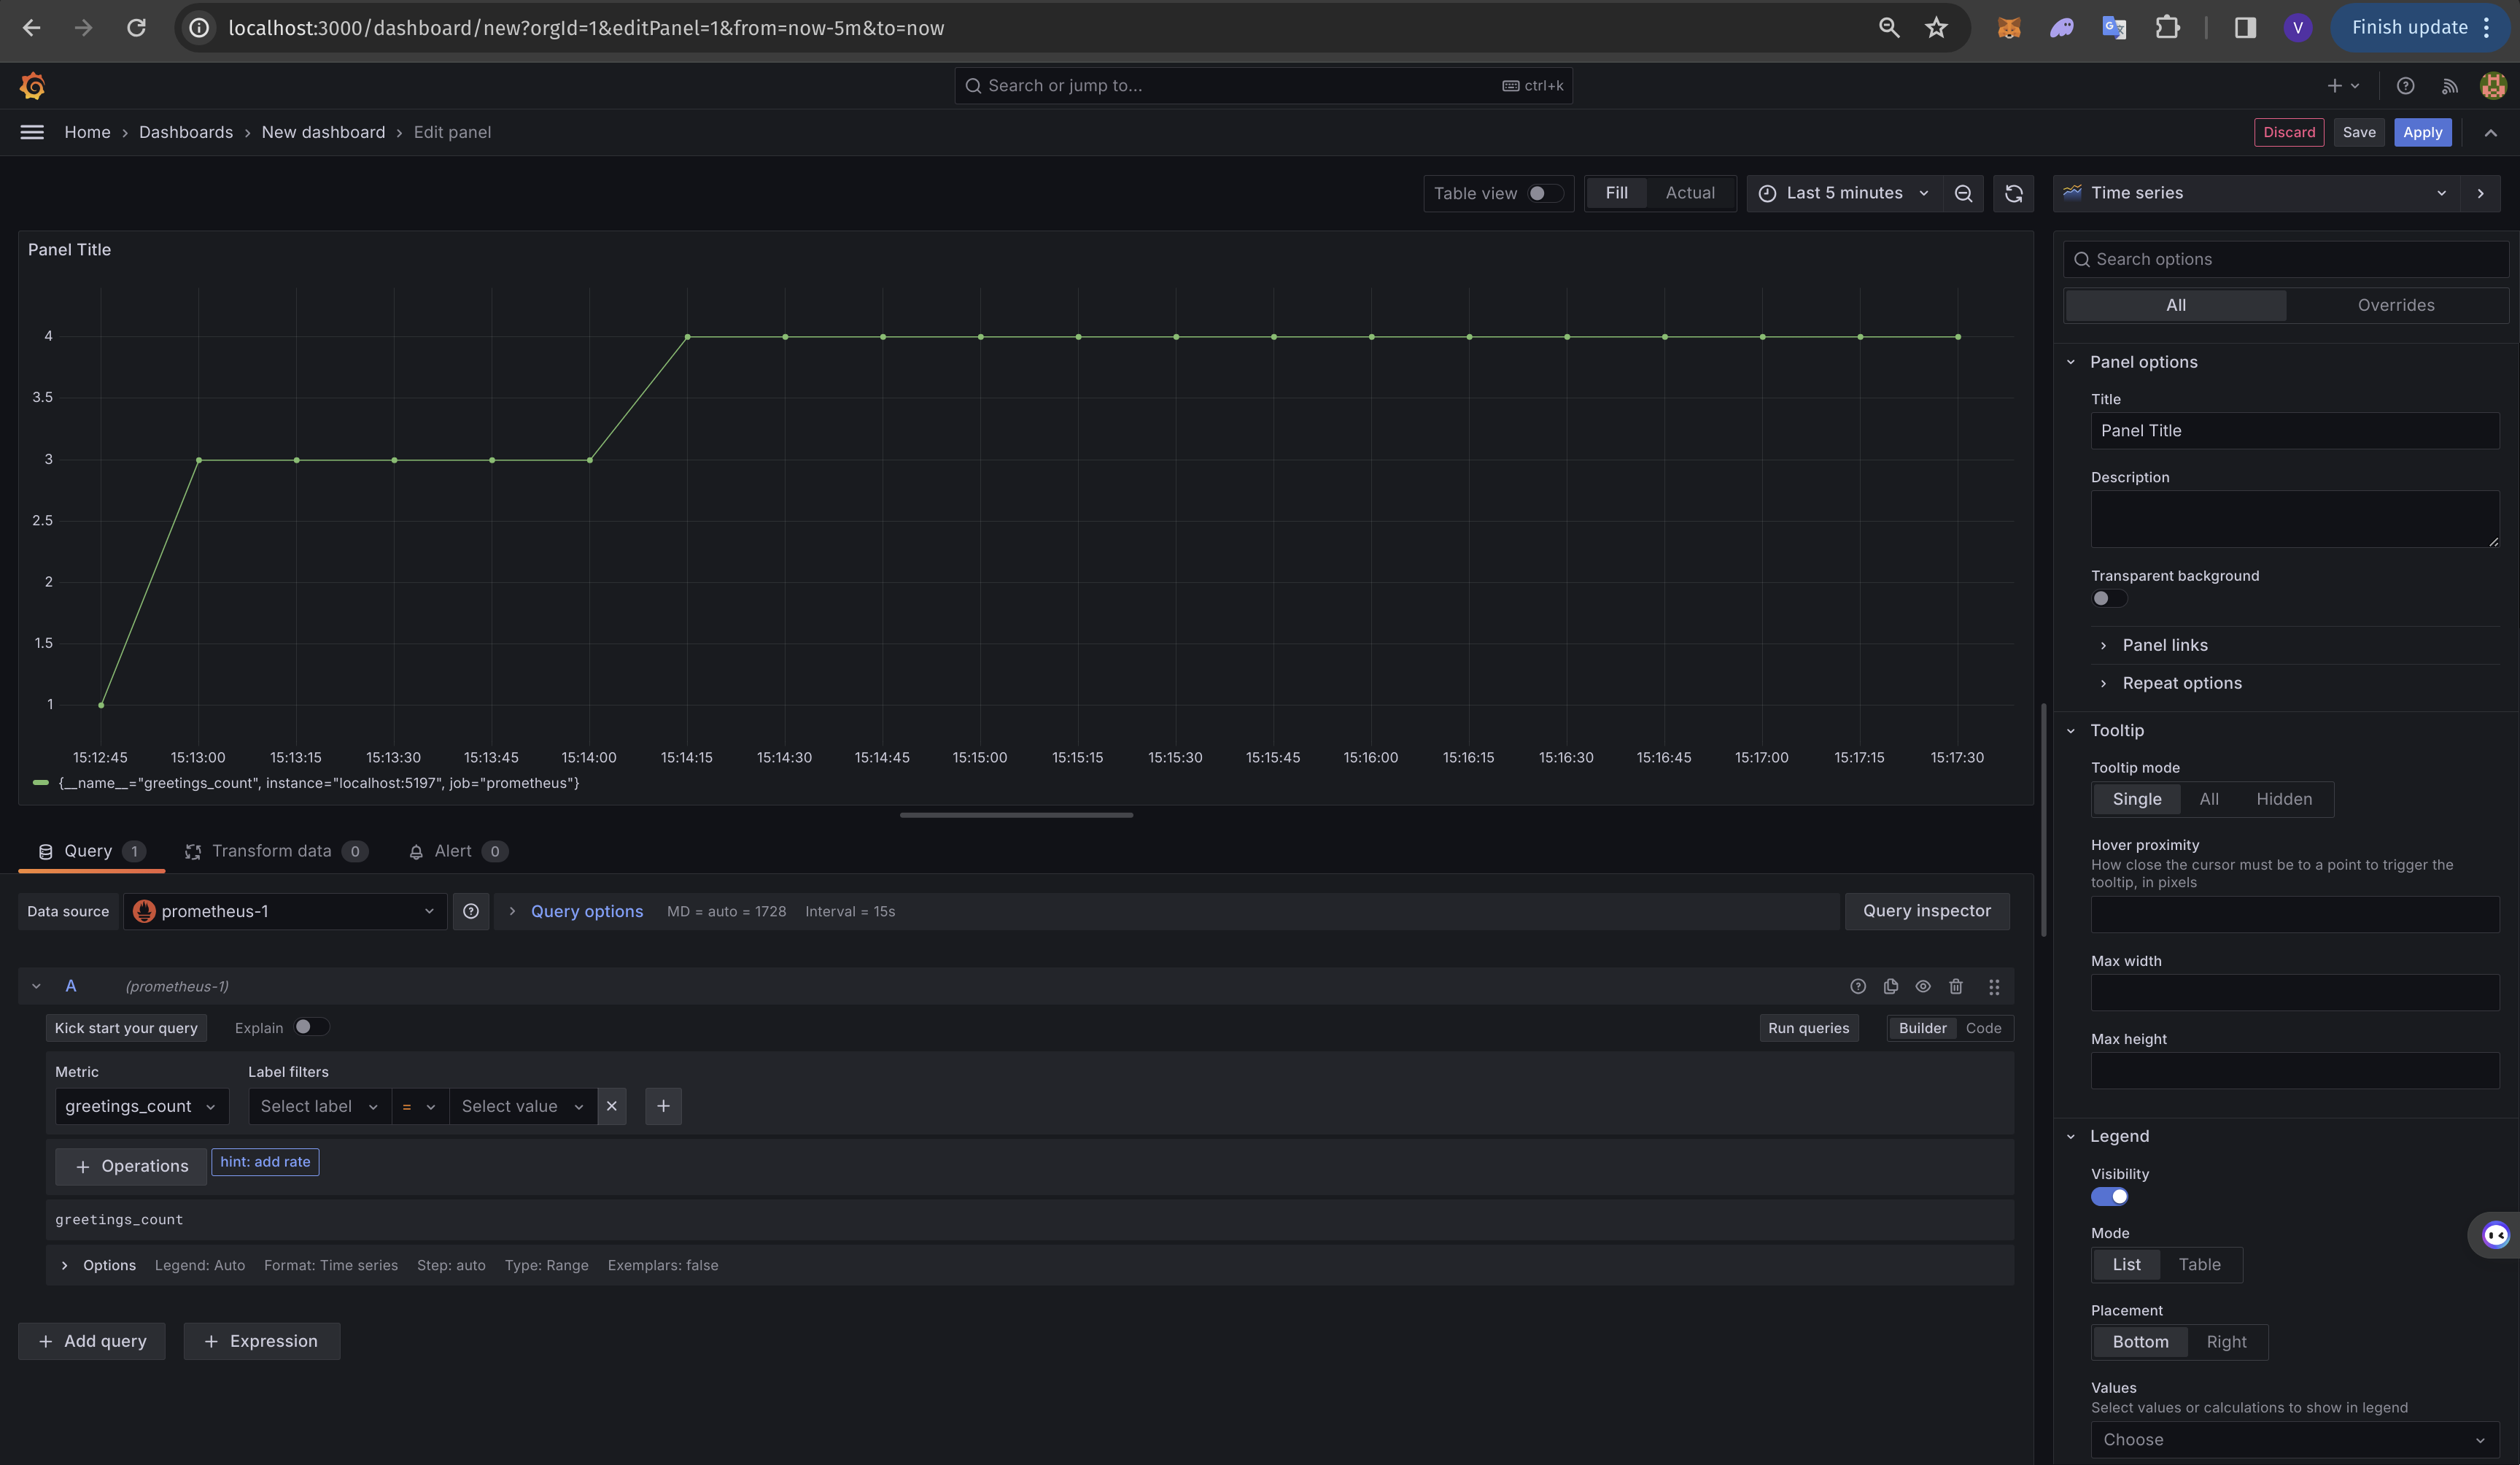 localhost:3000/dashboard/new?orgId=1&editPanel=1&from=now-5m&to=now
V
Finish update
Search or jump to...
ctrl+k
Home › Dashboards › New dashboard › Edit panel
Discard
Save
Apply
Table view
Fill
Actual
Last 5 minutes
Time series
Panel Title
4
3.5
3
2.5
2
1.5
1
15:12:45 15:13:00 15:13:15 15:13:30 15:13:45 15:14:00 15:14:15 15:14:30 15:14:45 15:15:00 15:15:15 15:15:30 15:15:45 15:16:00 15:16:15 15:16:30 15:16:45 15:17:00 15:17:15 15:17:30
{__name__="greetings_count", instance="localhost:5197", job="prometheus"}
Query 1
Transform data 0
Alert 0
Data source
prometheus-1
Query options
MD = auto = 1728
Interval = 15s
Query inspector
A
(prometheus-1)
Kick start your query
Explain
Run queries
Builder
Code
Metric
Label filters
greetings_count
Select label
=
Select value
+ Operations
hint: add rate
greetings_count
Options
Legend: Auto
Format: Time series
Step: auto
Type: Range
Exemplars: false
+ Add query
+ Expression
Search options
All
Overrides
Panel options
Title
Panel Title
Description
Transparent background
Panel links
Repeat options
Tooltip
Tooltip mode
Single
All
Hidden
Hover proximity
How close the cursor must be to a point to trigger the
tooltip, in pixels
Max width
Max height
Legend
Visibility
Mode
List
Table
Placement
Bottom
Right
Values
Select values or calculations to show in legend
Choose